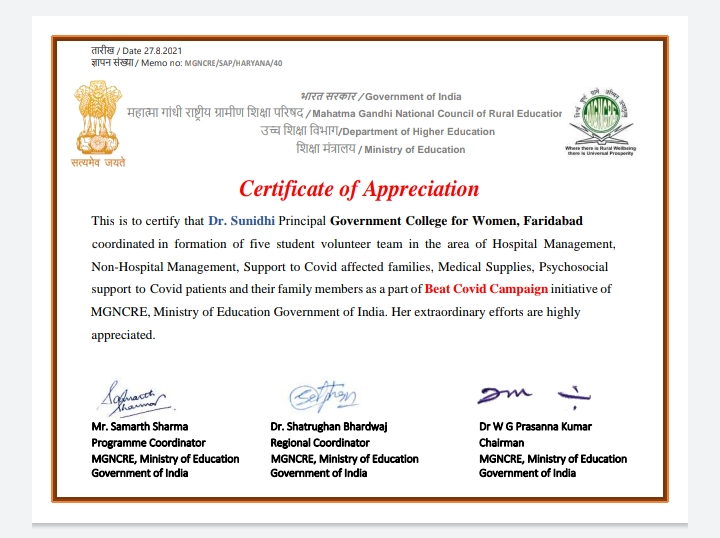 तारीख / Date 27.8.2021
ज्ञापन संख्या / Memo no: MGNCRE/SAP/HARYANA/40
भारत सरकार / Government of India
महात्मा गांधी राष्ट्रीय ग्रामीण शिक्षा परिषद / Mahatma Gandhi National Council of Rural Education
उच्च शिक्षा विभाग/Department of Higher Education
शिक्षा मंत्रालय / Ministry of Education
सत्यमेव जयते
MGNCRE
Where there is Rural Wellbeing
there is Universal Prosperity
Certificate of Appreciation
This is to certify that Dr. Sunidhi Principal Government College for Women, Faridabad
coordinated in formation of five student volunteer team in the area of Hospital Management,
Non-Hospital Management, Support to Covid affected families, Medical Supplies, Psychosocial
support to Covid patients and their family members as a part of Beat Covid Campaign initiative of
MGNCRE, Ministry of Education Government of India. Her extraordinary efforts are highly
appreciated.
Samarth
Sharma
Mr. Samarth Sharma
Programme Coordinator
MGNCRE, Ministry of Education
Government of India
Dr. Shatrughan Bhardwaj
Regional Coordinator
MGNCRE, Ministry of Education
Government of India
Dr W G Prasanna Kumar
Chairman
MGNCRE, Ministry of Education
Government of India